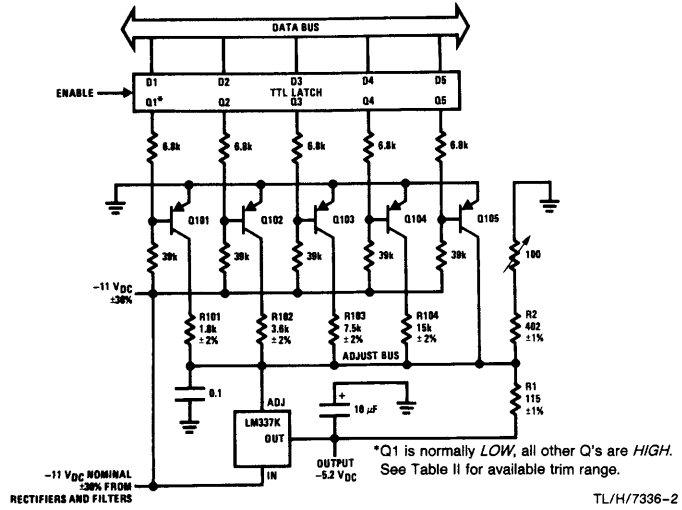 DATA BUS
D1 D2 D3 D4 D5
TTL LATCH
ENABLE
Q1* Q2 Q3 Q4 Q5
6.8k 6.8k 6.8k 6.8k 6.8k
Q101 Q102 Q103 Q104 Q105
100
39k 39k 39k 39k 39k
-11 VDC
±30%
R101
1.8k
±2%
R102
3.6k
±2%
R103
7.5k
±2%
R104
15k
±2%
R2
402
±1%
ADJUST BUS
R1
115
±1%
0.1
ADJ
+
10 μF
LM337K
OUT
IN
OUTPUT
-5.2 VDC
-11 VDC NOMINAL
±30% FROM
RECTIFIERS AND FILTERS
*Q1 is normally LOW, all other Q's are HIGH.
See Table II for available trim range.
TL/H/7336-2